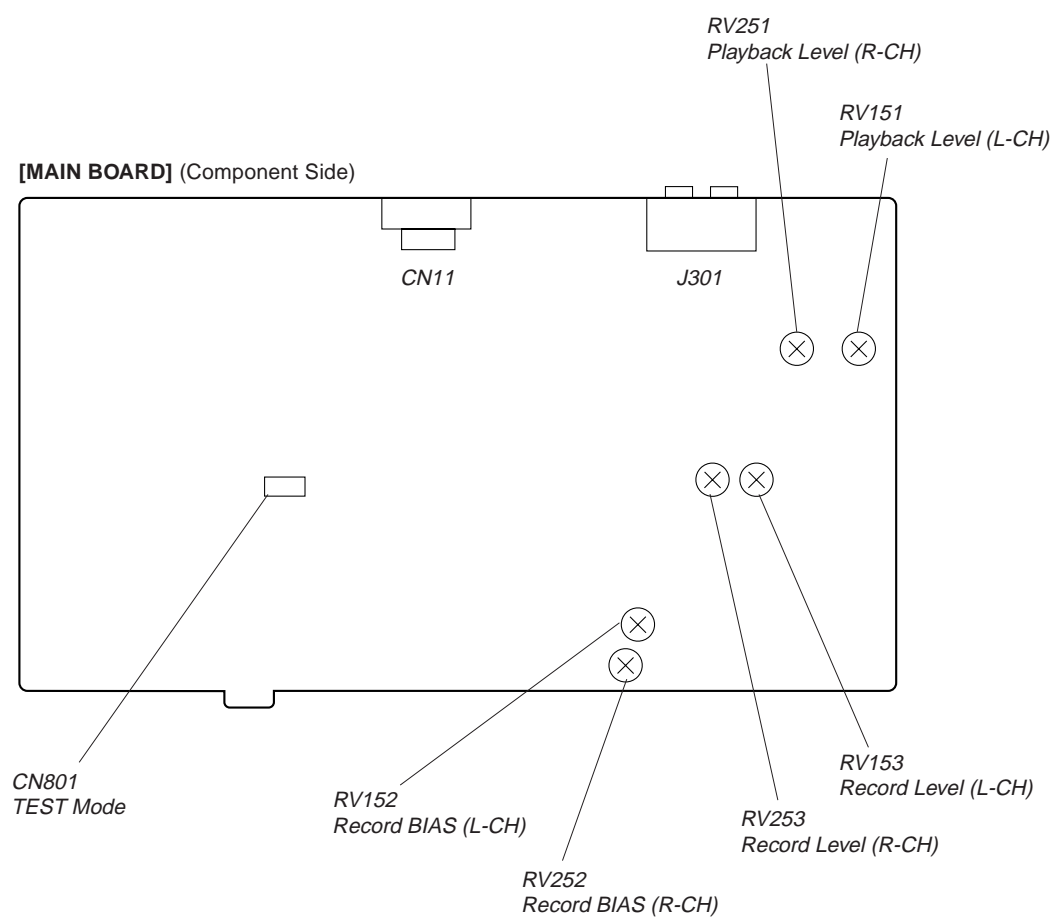 RV251
Playback Level (R-CH)
RV151
Playback Level (L-CH)
[MAIN BOARD] (Component Side)
CN11
J301
CN801
TEST Mode
RV152
Record BIAS (L-CH)
RV252
Record BIAS (R-CH)
RV253
Record Level (R-CH)
RV153
Record Level (L-CH)